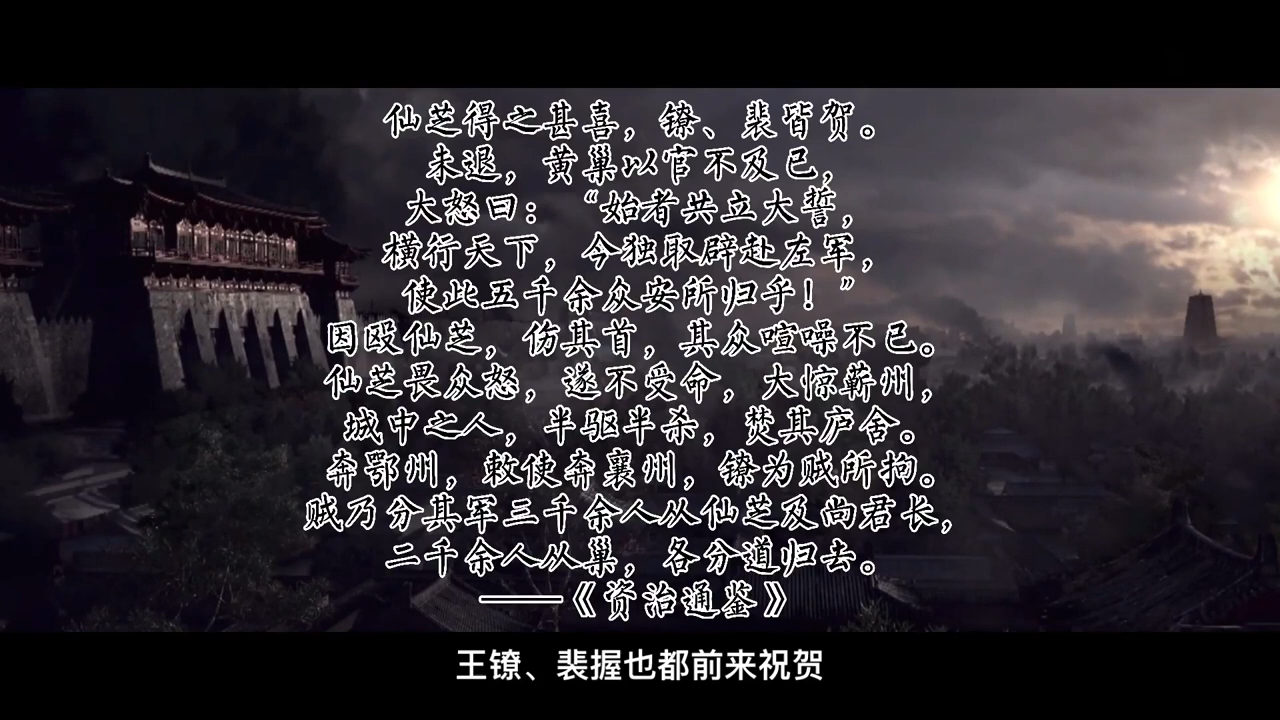 仙芝得之甚喜，镣、裴皆贺。
未退，黄巢以官不及已，
大怒曰：“始者共立大誓，
横行天下，今独取辟赴左军，
使此五千余众安所归乎！”
因殴仙芝，伤其首，其众喧噪不已。
仙芝畏众怒，遂不受命，大惊蕲州，
城中之人，半驱半杀，焚其庐舍。
奔鄂州，敕使奔襄州，镣为贼所拘。
贼乃分其军三千余人从仙芝及尚君长，
二千余人从巢，各分道归去。
——《资治通鉴》
王镣、裴握也都前来祝贺